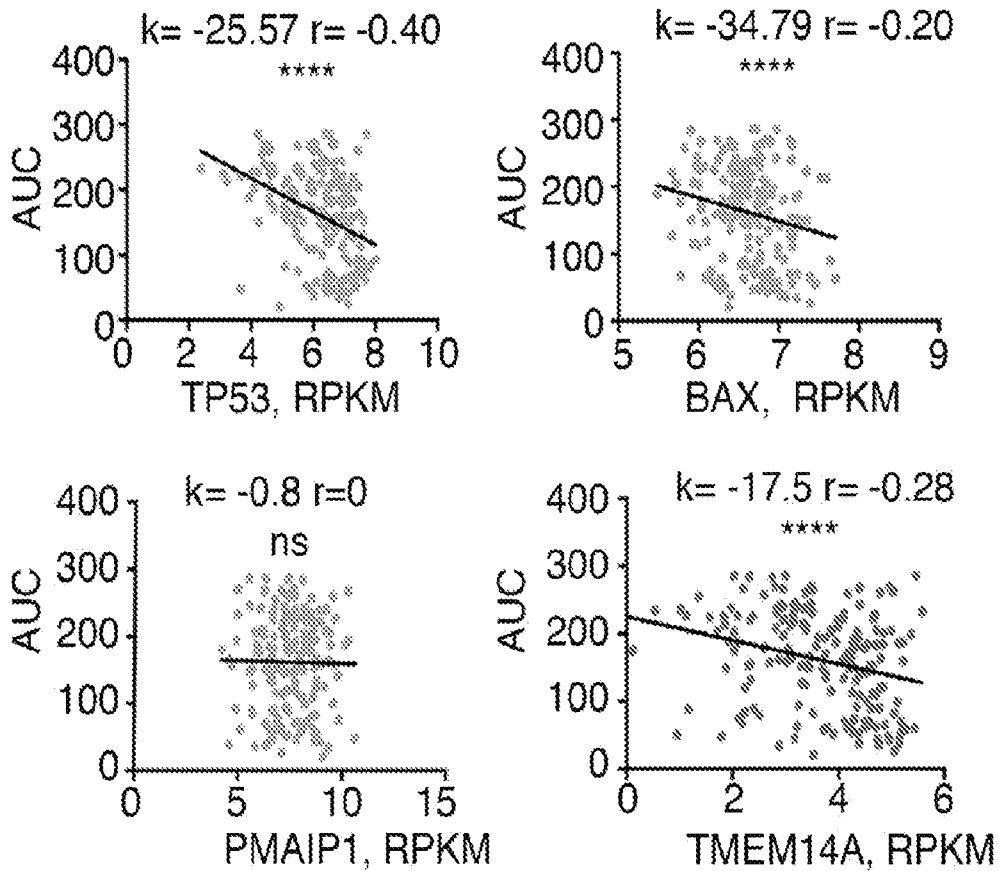 k= -25.57 r= -0.40
****
400
300
200
100
0
AUC
0 2 4 6 8 10
TP53, RPKM
k= -34.79 r= -0.20
****
400
300
200
100
0
AUC
5 6 7 8 9
BAX, RPKM
k= -0.8 r=0
ns
400
300
200
100
0
AUC
0 5 10 15
PMAIP1, RPKM
k= -17.5 r= -0.28
****
400
300
200
100
0
AUC
0 2 4 6
TMEM14A, RPKM